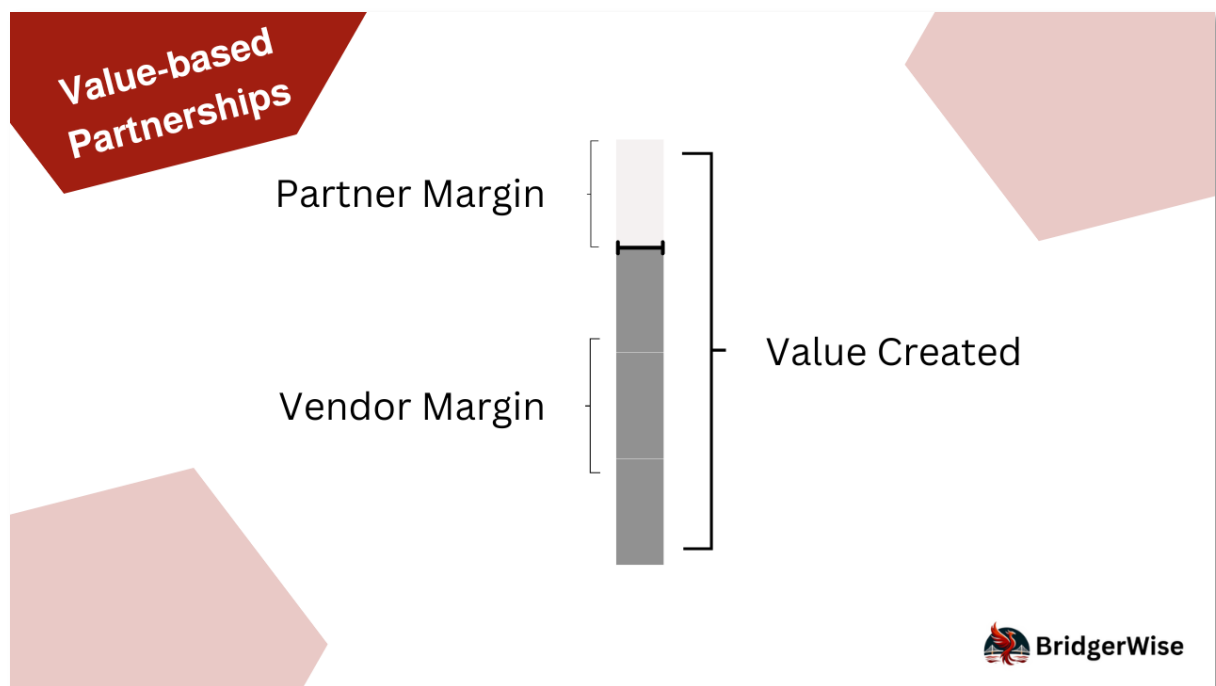 Value-based
Partnerships
Partner Margin
Vendor Margin
Value Created
BridgerWise